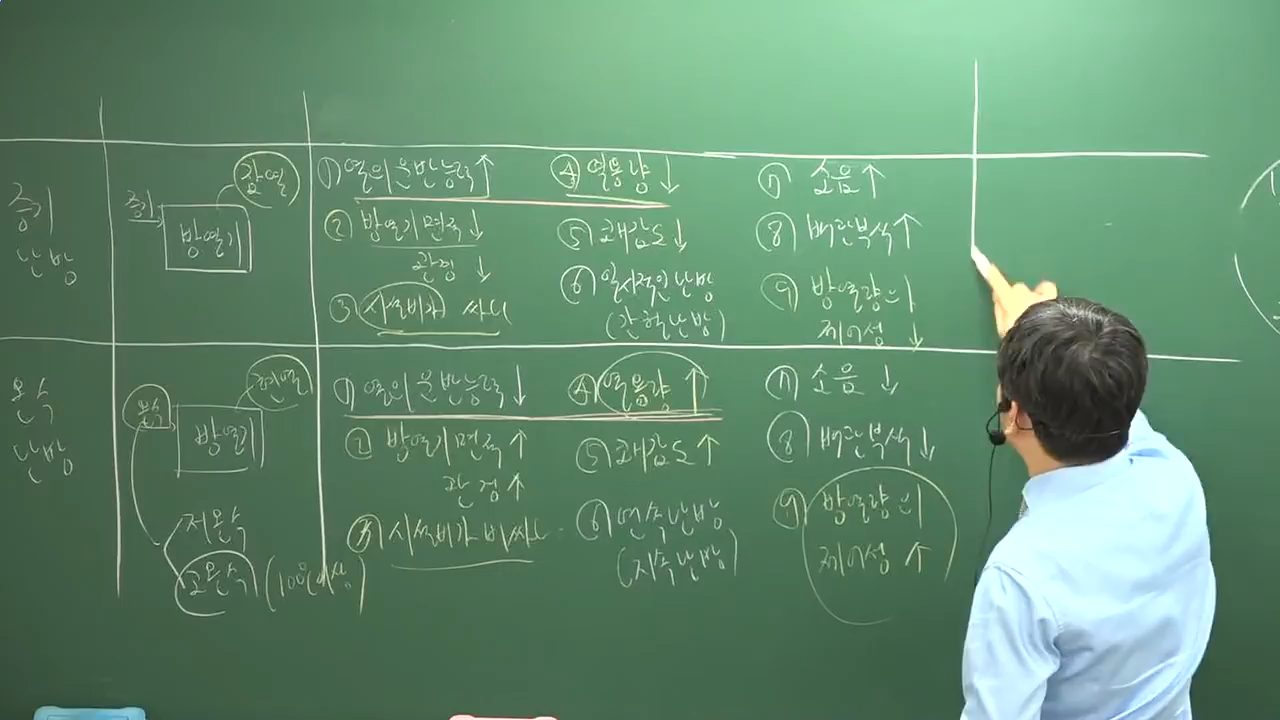 증기
난방
증기
방열기
잠열
① 열의 운반능력↑
② 방열기 면적↓
관경↓
③ 시설비가 싸다
④ 열용량↓
⑤ 쾌감도↓
⑥ 일시적인 난방
(간헐난방)
⑦ 소음↑
⑧ 배관부식↑
⑨ 방열량의
제어성↓
온수
난방
온수
방열기
현열
저온수
고온수 (100℃ 이상)
① 열의 운반능력↓
② 방열기 면적↑
관경↑
③ 시설비가 비싸다
④ 열용량↑
⑤ 쾌감도↑
⑥ 연속난방
(지속난방)
⑦ 소음↓
⑧ 배관부식↓
⑨ 방열량의
제어성↑